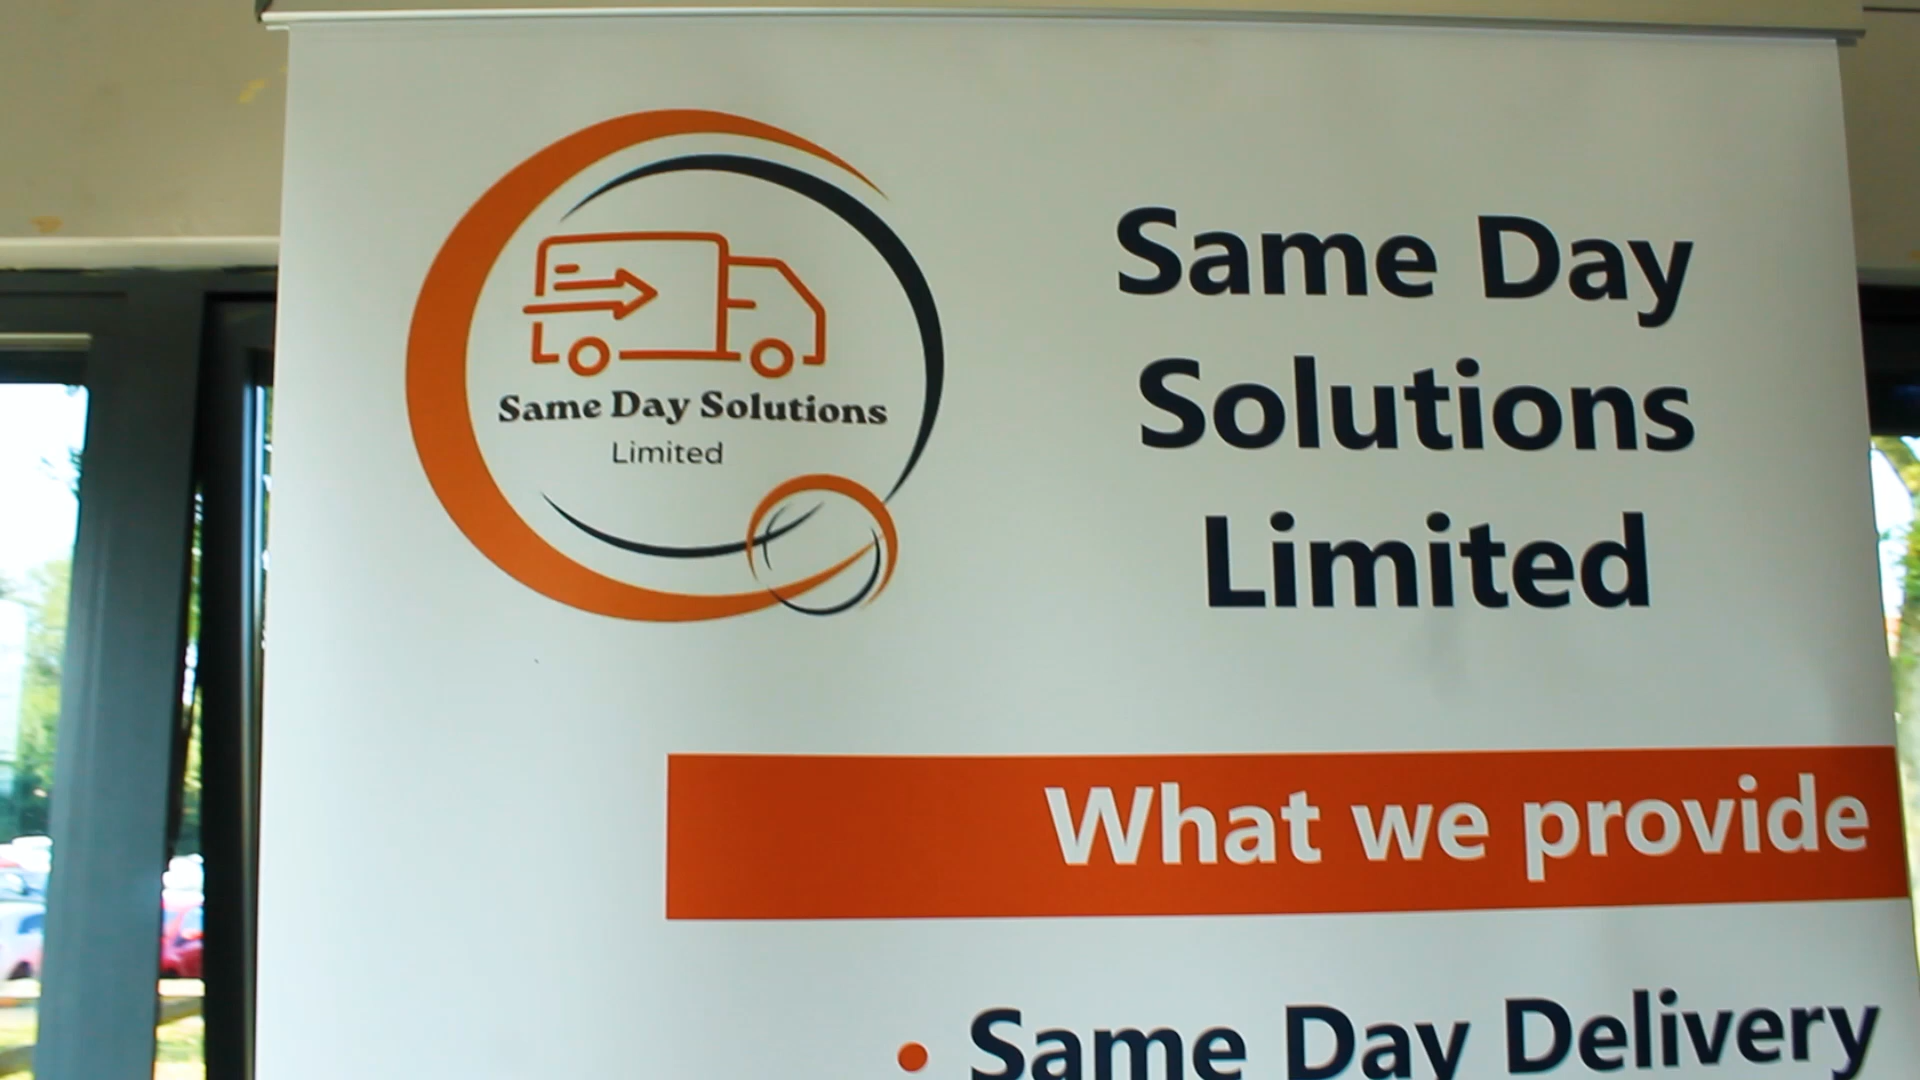 Same Day Solutions
Limited
Same Day
Solutions
Limited
What we provide
• Same Day Delivery